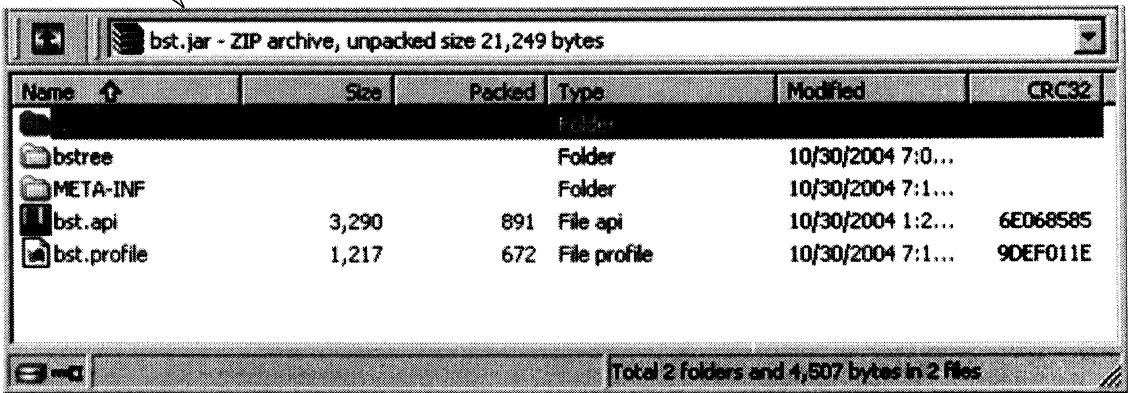 bst.jar - ZIP archive, unpacked size 21,249 bytes
Name Size Packed Type Modified CRC32
.. Folder
bstree Folder 10/30/2004 7:0...
META-INF Folder 10/30/2004 7:1...
bst.api 3,290 891 File api 10/30/2004 1:2... 6E068585
bst.profile 1,217 672 File profile 10/30/2004 7:1... 9DEF011E
Total 2 folders and 4,507 bytes in 2 files